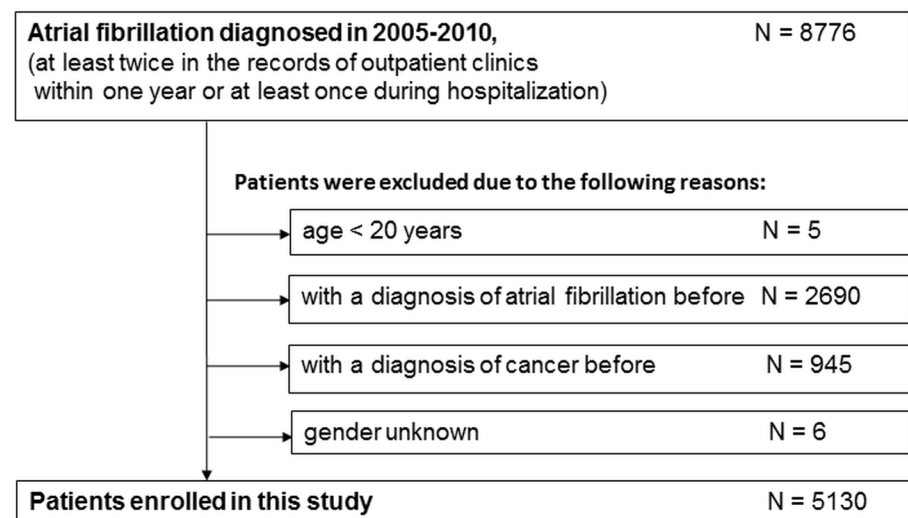 Atrial fibrillation diagnosed in 2005-2010, N = 8776
(at least twice in the records of outpatient clinics
within one year or at least once during hospitalization)
Patients were excluded due to the following reasons:
age < 20 years N = 5
with a diagnosis of atrial fibrillation before N = 2690
with a diagnosis of cancer before N = 945
gender unknown N = 6
Patients enrolled in this study N = 5130